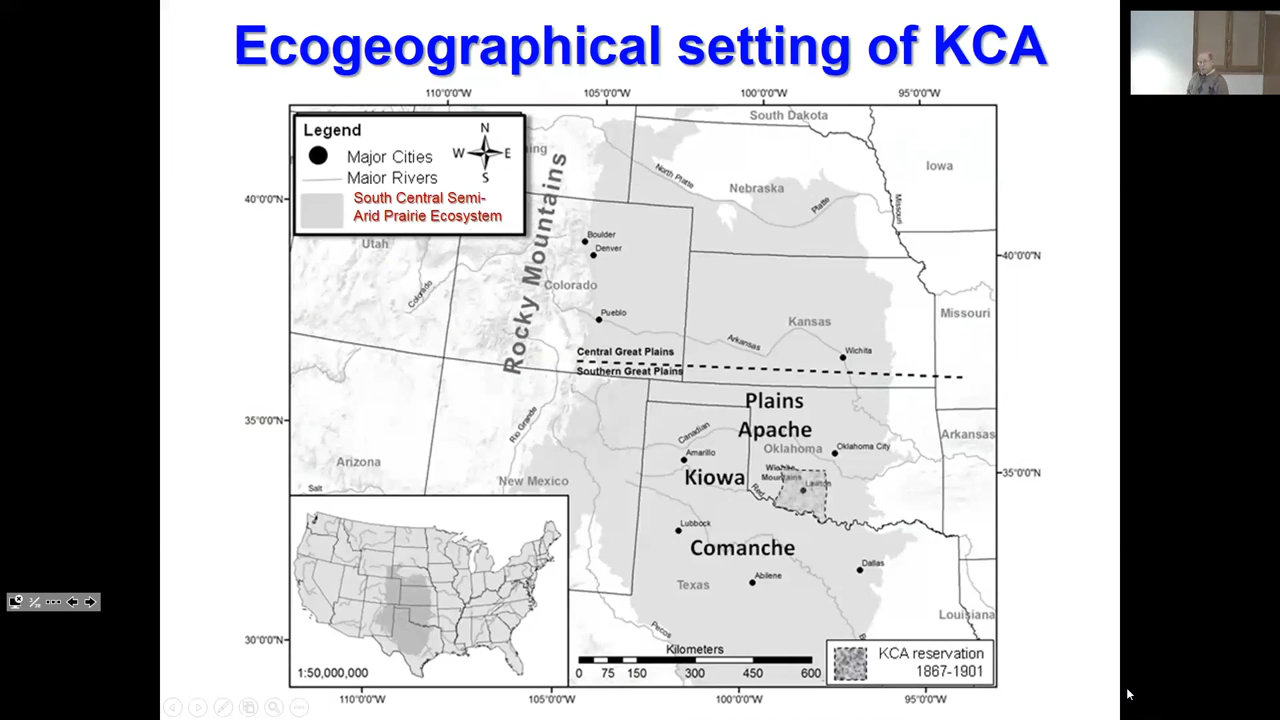 Ecogeographical setting of KCA
110°0'0"W 105°0'0"W 100°0'0"W 95°0'0"W
Legend
N
W E
S
Major Cities
Major Rivers
South Central Semi-
Arid Prairie Ecosystem
ming
South Dakota
Iowa
Nebraska
North Platte
Platte
Missouri
40°0'0"N
40°0'0"N
Utah
Rocky Mountains
Boulder
Denver
Colorado
Colorado
Pueblo
Kansas
Missouri
Arkansas
Wichita
Central Great Plains
Southern Great Plains
Plains
Apache
35°0'0"N
35°0'0"N
Rio Grande
Canadian
Oklahoma
Oklahoma City
Arkansas
Amarillo
Arizona
Kiowa
Wichita
Mountains
Lawton
New Mexico
Salt
Red
Lubbock
Comanche
Dallas
Abilene
Texas
Louisiana
Pecos
B
30°0'0"N
Kilometers
0 75 150 300 450 600
KCA reservation
1867-1901
1:50,000,000
110°0'0"W 105°0'0"W 100°0'0"W 95°0'0"W